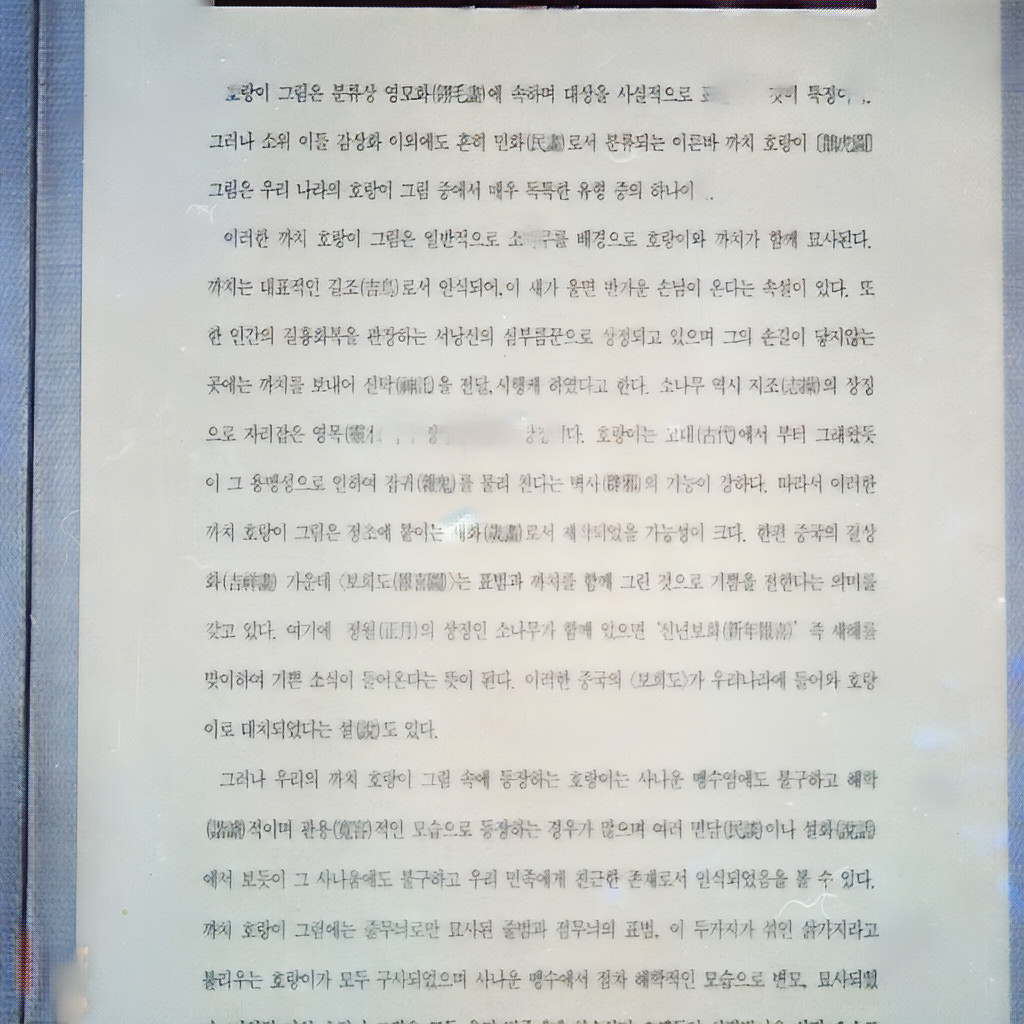 호랑이 그림은 분류상 영모화(翎毛畵)에 속하며 대상을 사실적으로 것이 특징이
그러나 소위 이들 감상화 이외에도 흔히 민화(民畵)로서 분류되는 이른바 까치 호랑이 〔鵲虎圖〕
그림은 우리 나라의 호랑이 그림 중에서 매우 독특한 유형 중의 하나이
이러한 까치 호랑이 그림은 일반적으로 소나무를 배경으로 호랑이와 까치가 함께 묘사된다.
까치는 대표적인 길조(吉鳥)로서 인식되어, 이 새가 울면 반가운 손님이 온다는 속설이 있다. 또
한 인간의 길흉화복을 관장하는 서낭신의 심부름꾼으로 상정되고 있으며 그의 손길이 닿지않는
곳에는 까치를 보내어 신탁(神託)을 전달, 시행케 하였다고 한다. 소나무 역시 지조(志操)의 상징
으로 자리잡은 영목(靈木 다. 호랑이는 고대(古代)에서 부터 그래왔듯
이 그 용맹성으로 인하여 잡귀(雜鬼)를 물리 친다는 벽사(辟邪)의 기능이 강하다. 따라서 이러한
까치 호랑이 그림은 정초에 붙이는 세화(歲畵)로서 제작되었을 가능성이 크다. 한편 중국의 길상
화(吉祥畵) 가운데 〈보희도(報喜圖)〉는 표범과 까치를 함께 그린 것으로 기쁨을 전한다는 의미를
갖고 있다. 여기에 정월(正月)의 상징인 소나무가 함께 있으면 '신년보희(新年報喜)' 즉 새해를
맞이하여 기쁜 소식이 들어온다는 뜻이 된다. 이러한 중국의 〈보희도〉가 우리나라에 들어와 호랑
이로 대치되었다는 설(說)도 있다.
그러나 우리의 까치 호랑이 그림 속에 등장하는 호랑이는 사나운 맹수임에도 불구하고 해학
(諧謔)적이며 관용(寬容)적인 모습으로 등장하는 경우가 많으며 여러 민담(民談)이나 설화(說話)
에서 보듯이 그 사나움에도 불구하고 우리 민족에게 친근한 존재로서 인식되었음을 볼 수 있다.
까치 호랑이 그림에는 줄무늬로만 묘사된 줄범과 점무늬의 표범, 이 두가지가 섞인 삵가지라고
불리우는 호랑이가 모두 구사되었으며 사나운 맹수에서 점차 해학적인 모습으로 변모, 묘사되었